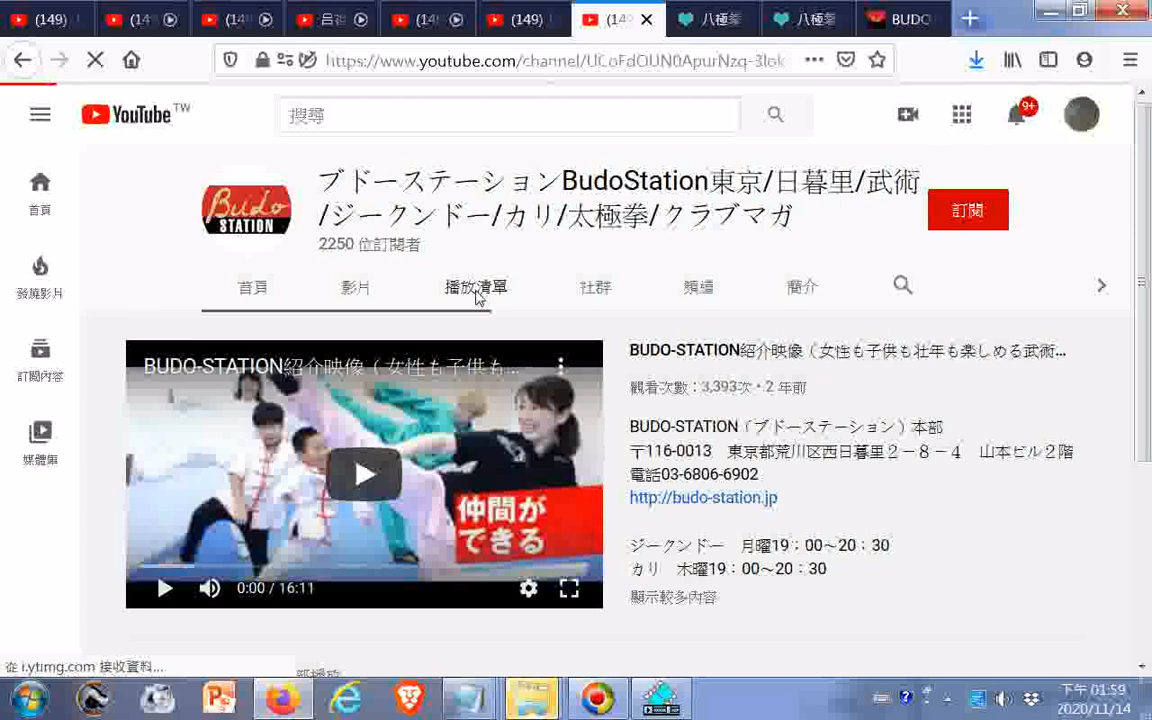 (149)
(14
(14
呂祖
(14
(149)
(14
八極拳
八極拳
BUDO
https://www.youtube.com/channel/UCoFdOUN0ApurNzq-3lok
YouTube TW
搜尋
9+
ブドーステーションBudoStation東京/日暮里/武術
/ジークンドー/カリ/太極拳/クラブマガ
2250 位訂閱者
訂閱
Budo
STATION
首頁
發燒影片
訂閱內容
媒體庫
首頁 影片 播放清單 社群 頻道 簡介
BUDO-STATION紹介映像（女性も子供も...
仲間が
できる
0:00 / 16:11
BUDO-STATION紹介映像（女性も子供も壮年も楽しめる武術...
觀看次數：3,393次・2 年前
BUDO-STATION（ブドーステーション）本部
〒116-0013　東京都荒川区西日暮里２－８－４　山本ビル２階
電話03-6806-6902
http://budo-station.jp
ジークンドー　月曜19：00〜20：30
カリ　木曜19：00〜20：30
顯示較多內容
從 i.ytimg.com 接收資料...
下午 01:59
2020/11/14